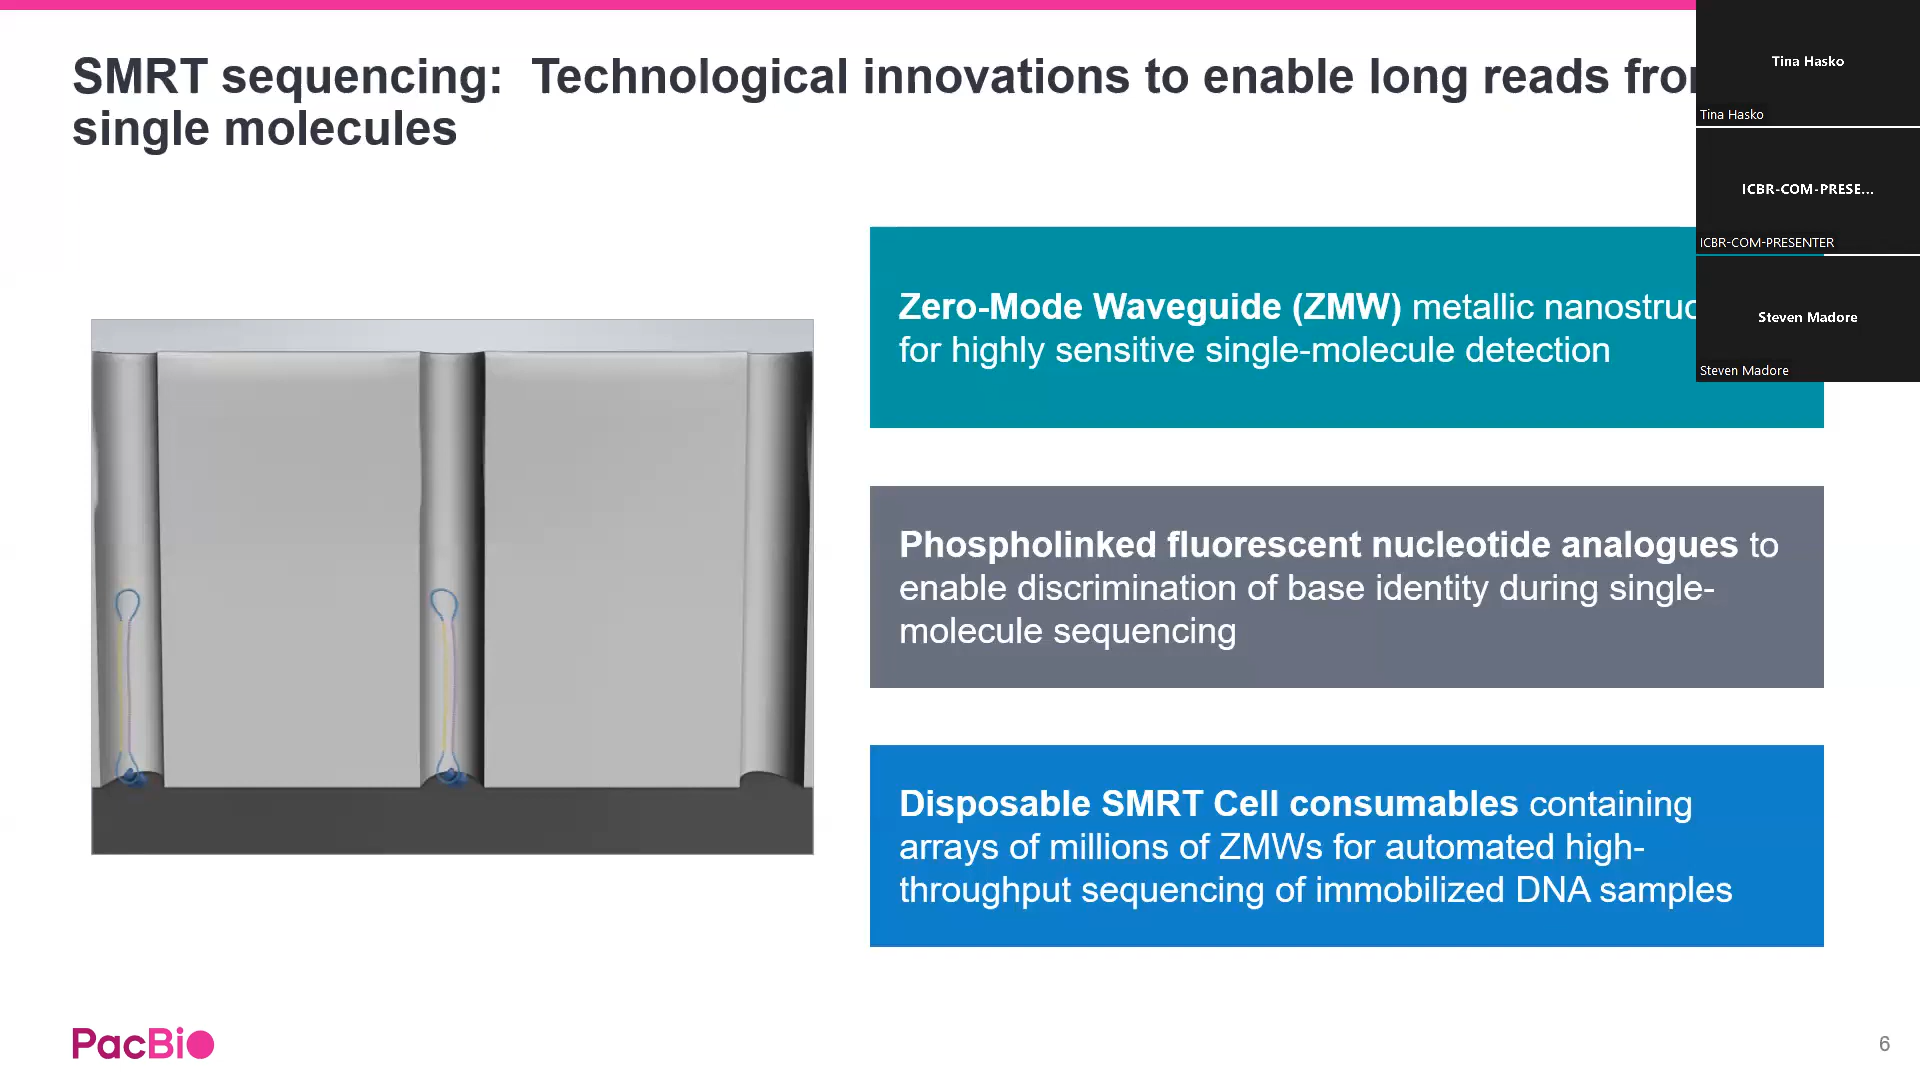 SMRT sequencing: Technological innovations to enable long reads
single molecules
Tina Hasko
Tina Hasko
ICBR-COM-PRESE...
ICBR-COM-PRESENTER
Steven Madore
Steven Madore
Zero-Mode Waveguide (ZMW) metallic
for highly sensitive single-molecule detection
Phospholinked fluorescent nucleotide analogues to
enable discrimination of base identity during single-
molecule sequencing
Disposable SMRT Cell consumables containing
arrays of millions of ZMWs for automated high-
throughput sequencing of immobilized DNA samples
PacBio
6